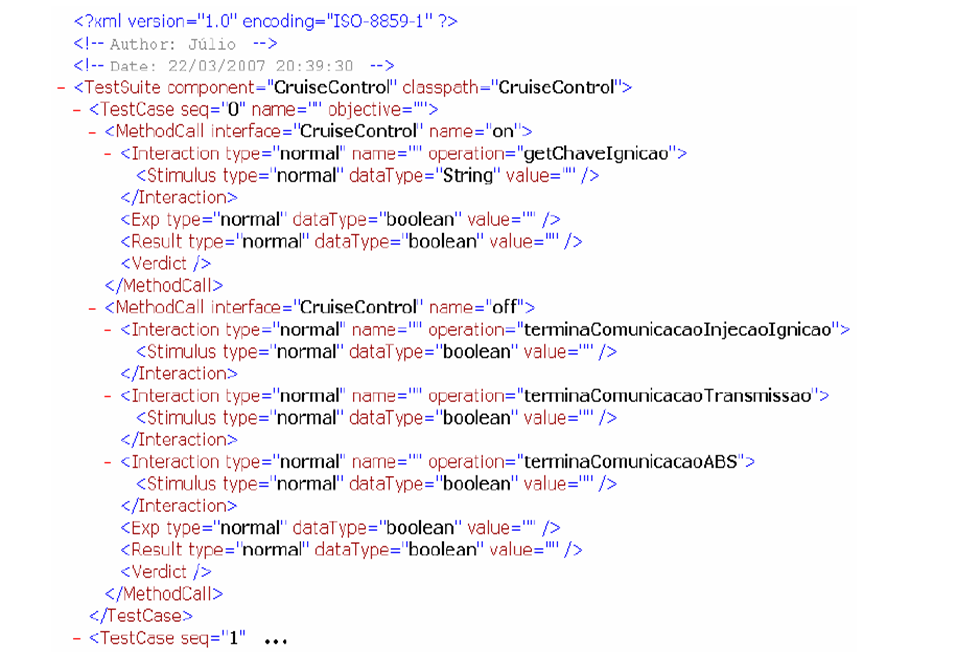 <?xml version="1.0" encoding="ISO-8859-1" ?>
<!-- Author: Júlio -->
<!-- Date: 22/03/2007 20:39:30 -->
- <TestSuite component="CruiseControl" classpath="CruiseControl">
- <TestCase seq="0" name="" objective="">
- <MethodCall interface="CruiseControl" name="on">
- <Interaction type="normal" name="" operation="getChaveIgnicao">
<Stimulus type="normal" dataType="String" value="" />
</Interaction>
<Exp type="normal" dataType="boolean" value="" />
<Result type="normal" dataType="boolean" value="" />
<Verdict />
</MethodCall>
- <MethodCall interface="CruiseControl" name="off">
- <Interaction type="normal" name="" operation="terminaComunicacaoInjecaoIgnicao">
<Stimulus type="normal" dataType="boolean" value="" />
</Interaction>
- <Interaction type="normal" name="" operation="terminaComunicacaoTransmissao">
<Stimulus type="normal" dataType="boolean" value="" />
</Interaction>
- <Interaction type="normal" name="" operation="terminaComunicacaoABS">
<Stimulus type="normal" dataType="boolean" value="" />
</Interaction>
<Exp type="normal" dataType="boolean" value="" />
<Result type="normal" dataType="boolean" value="" />
<Verdict />
</MethodCall>
</TestCase>
- <TestCase seq="1" ...